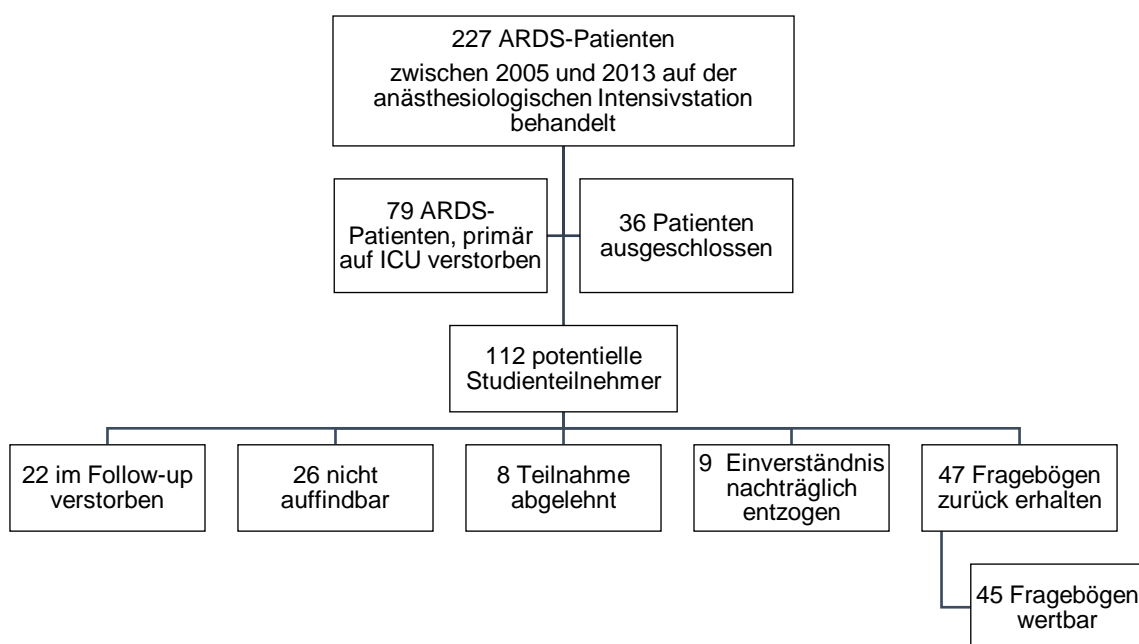 227 ARDS-Patienten
zwischen 2005 und 2013 auf der
anästhesiologischen Intensivstation
behandelt
79 ARDS-
Patienten, primär
auf ICU verstorben
36 Patienten
ausgeschlossen
112 potentielle
Studienteilnehmer
22 im Follow-up
verstorben
26 nicht
auffindbar
8 Teilnahme
abgelehnt
9 Einverständnis
nachträglich
entzogen
47 Fragebögen
zurück erhalten
45 Fragebögen
wertbar